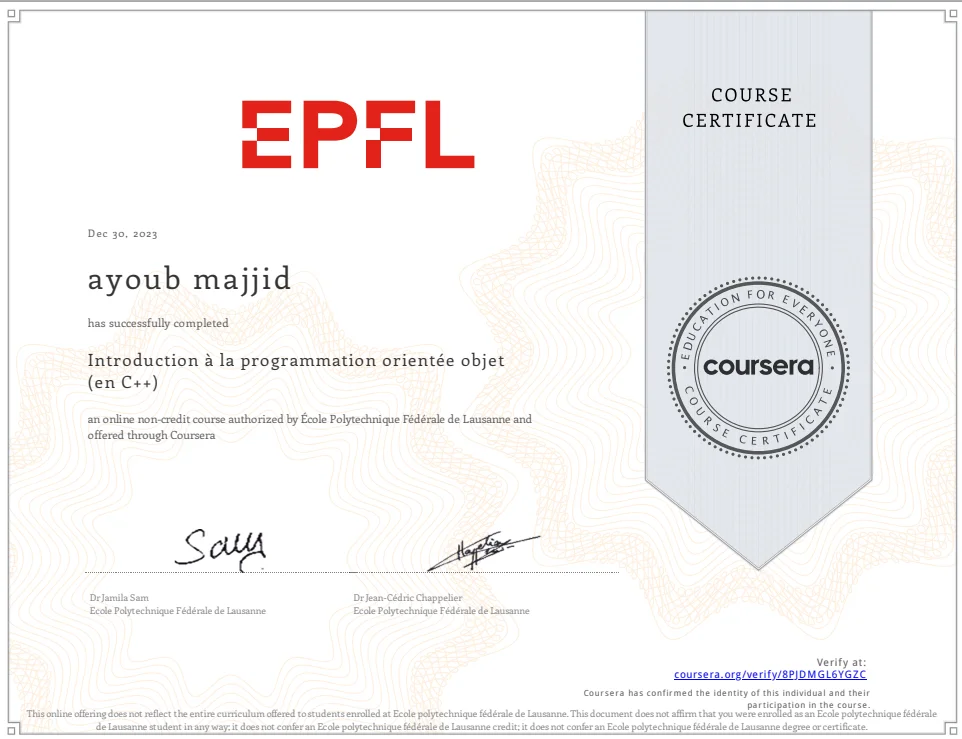 EPFL
COURSE
CERTIFICATE
Dec 30, 2023
ayoub majjid
has successfully completed
Introduction à la programmation orientée objet
(en C++)
an online non-credit course authorized by École Polytechnique Fédérale de Lausanne and
offered through Coursera
EDUCATION FOR EVERYONE
coursera
COURSE CERTIFICATE
Dr Jamila Sam
Ecole Polytechnique Fédérale de Lausanne
Dr Jean-Cédric Chappelier
Ecole Polytechnique Fédérale de Lausanne
Verify at:
coursera.org/verify/8PJDMGL6YGZC
Coursera has confirmed the identity of this individual and their
participation in the course.
This online offering does not reflect the entire curriculum offered to students enrolled at Ecole polytechnique fédérale de Lausanne. This document does not affirm that you were enrolled as an Ecole polytechnique fédérale
de Lausanne student in any way; it does not confer an Ecole polytechnique fédérale de Lausanne credit; it does not confer an Ecole polytechnique fédérale de Lausanne degree or certificate.